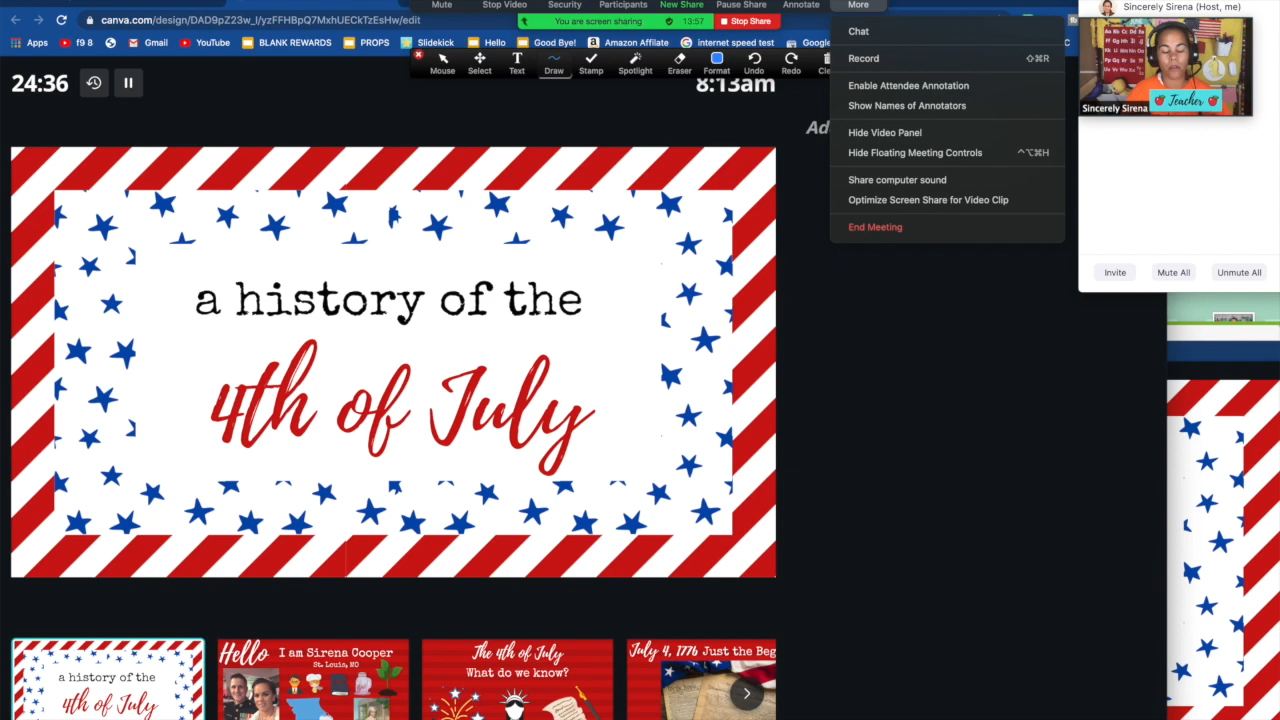 Mute Stop Video Security Participants New Share Pause Share Annotate More
Sincerely Sirena (Host, me)
canva.com/design/DAD9pZ23w_l/yzFFHBpQ7MxhUECkTzEsHw/edit
You are screen sharing 13:57 Stop Share
Apps f9 8 Gmail YouTube BLANK REWARDS PROPS Slidekick Hello Good Bye! Amazon Affilate internet speed test Google
Mouse Select Text Draw Stamp Spotlight Eraser Format Undo Redo
Chat
Record ⇧⌘R
Enable Attendee Annotation
Show Names of Annotators
Hide Video Panel
Hide Floating Meeting Controls ^⌥⌘H
Share computer sound
Optimize Screen Share for Video Clip
End Meeting
Teacher
Sincerely Sirena
Invite Mute All Unmute All
24:36
8:13am
a history of the
4th of July
a history of the
4th of July
Hello I am Sirena Cooper
St. Louis, MO
The 4th of July
What do we know?
July 4, 1776 Just the Beg